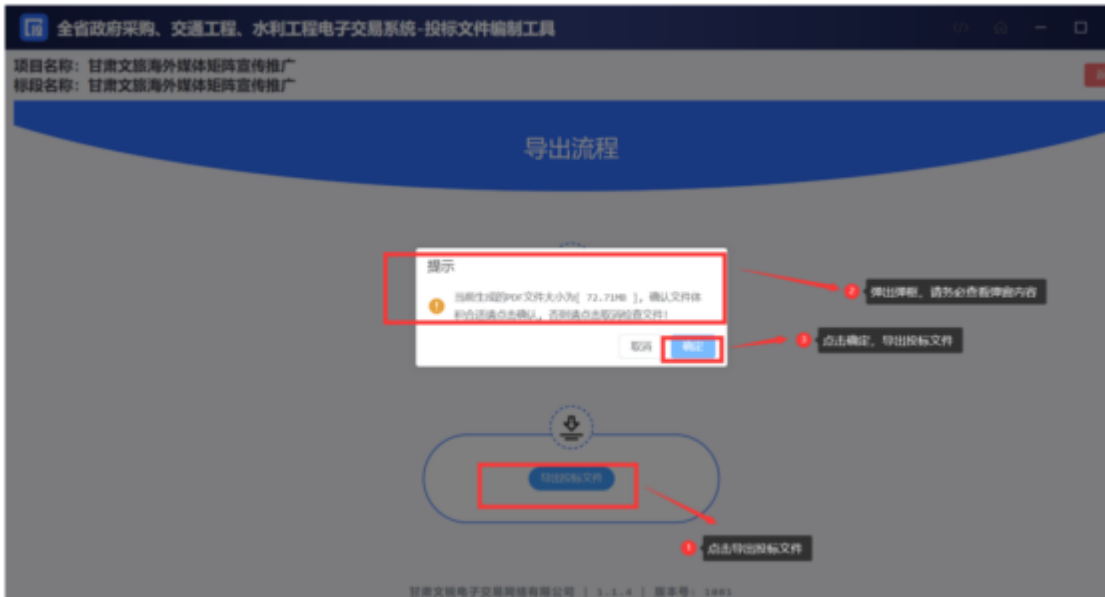 投
全省政府采购、交通工程、水利工程电子交易系统-投标文件编制工具
项目名称：甘肃文旅海外媒体矩阵宣传推广
标段名称：甘肃文旅海外媒体矩阵宣传推广
导出流程
提示
当前生成的PDF文件大小为[ 72.71MB ]，确认文件体
积合适请点击确认，否则请点击取消检查文件！
取消
确定
2 弹出弹框，请务必查看弹窗内容
3 点击确定，导出投标文件
导出投标文件
1 点击导出投标文件
甘肃文锐电子交易网络有限公司 | 1.1.4 | 版本号：1001